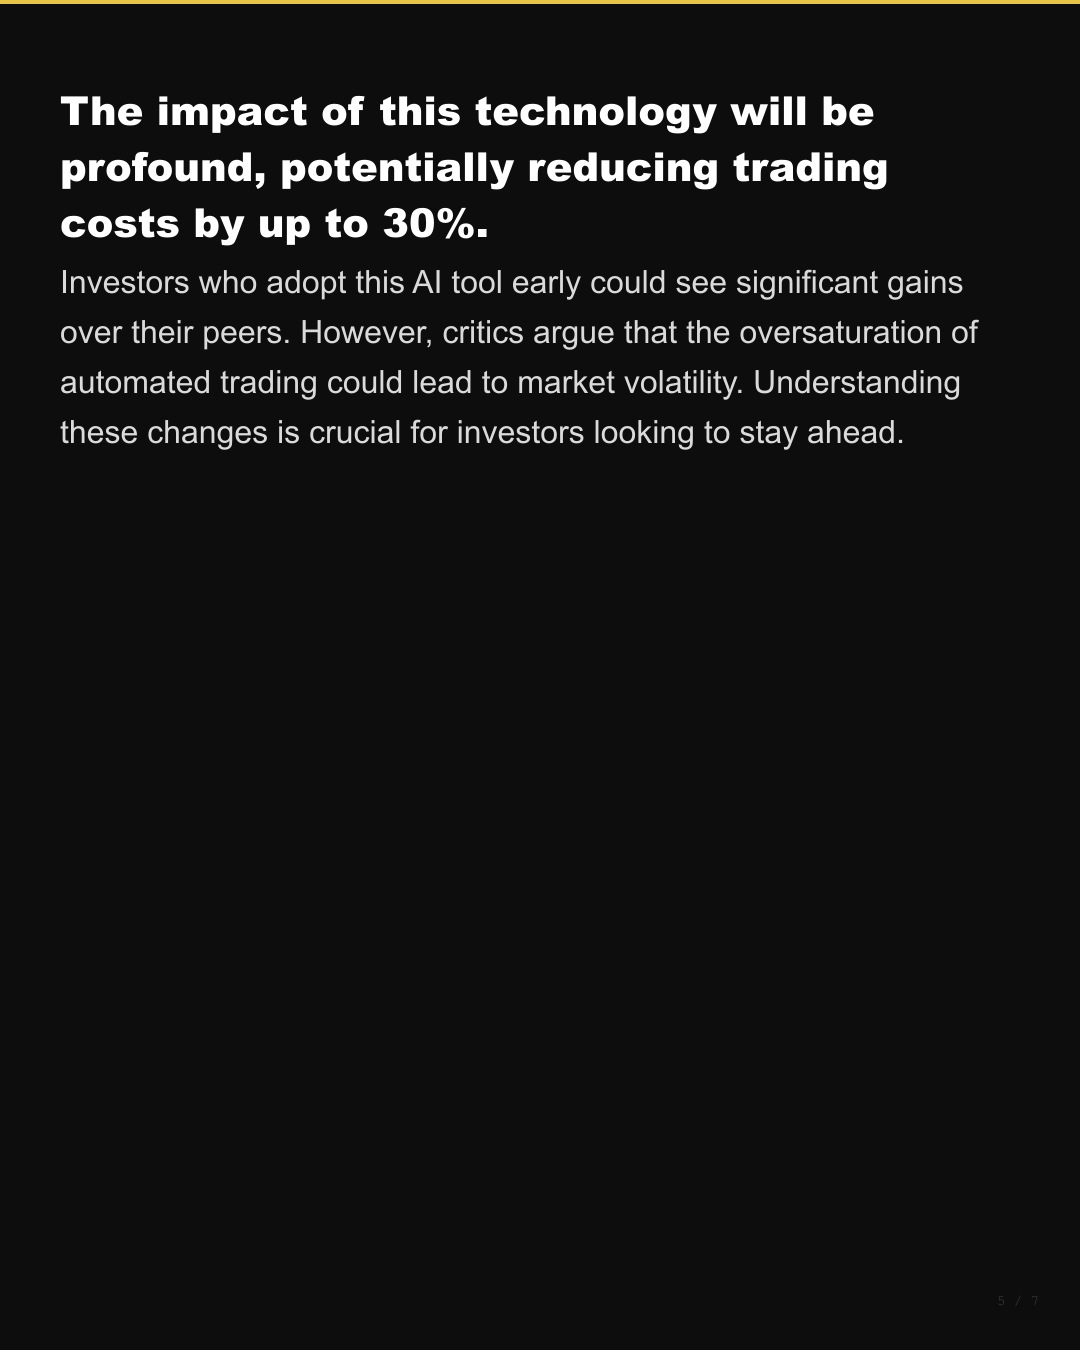 The impact of this technology will be
profound, potentially reducing trading
costs by up to 30%.
Investors who adopt this AI tool early could see significant gains
over their peers. However, critics argue that the oversaturation of
automated trading could lead to market volatility. Understanding
these changes is crucial for investors looking to stay ahead.
5 / 7